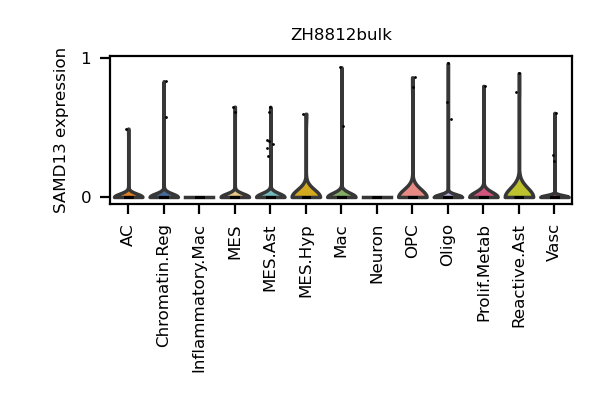 ZH8812bulk
SAMD13 expression
1
0
AC
Chromatin.Reg
Inflammatory.Mac
MES
MES.Ast
MES.Hyp
Mac
Neuron
OPC
Oligo
Prolif.Metab
Reactive.Ast
Vasc